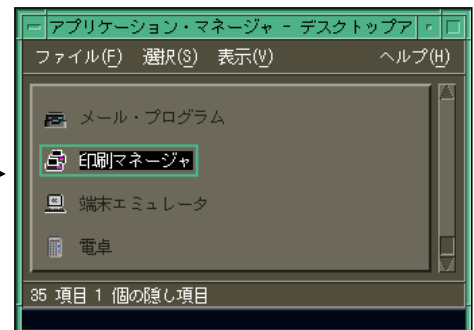 アプリケーション・マネージャ - デスクトップア
ファイル(F) 選択(S) 表示(V) ヘルプ(H)
メール・プログラム
印刷マネージャ
端末エミュレータ
電卓
35 項目 1 個の隠し項目